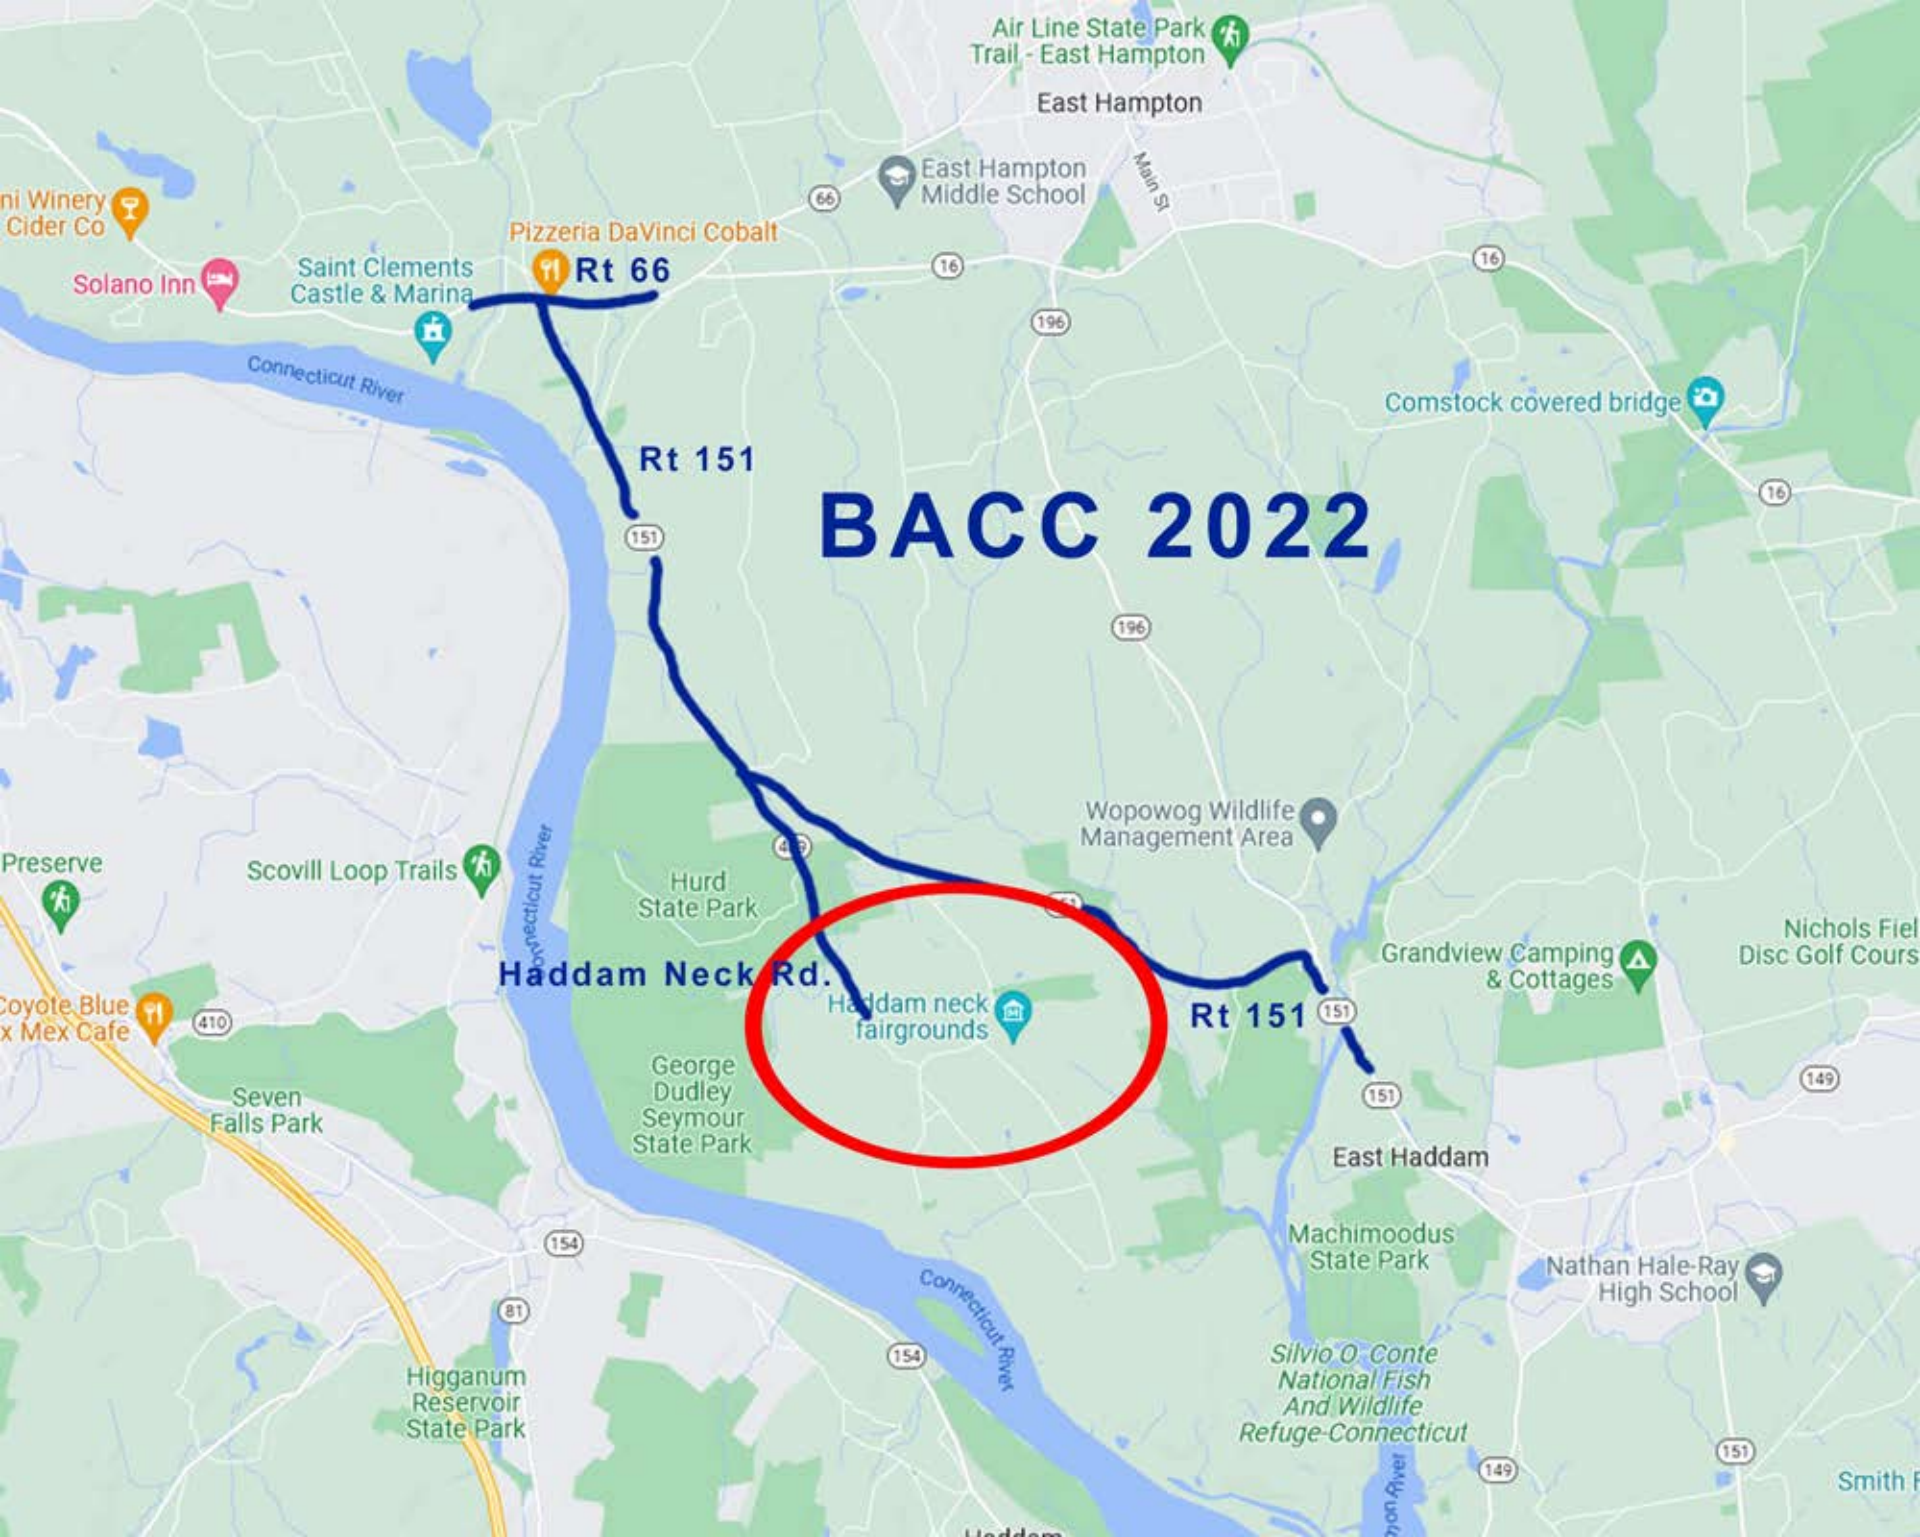 Air Line State Park
Trail - East Hampton
East Hampton
East Hampton
Middle School
Main St
66
ni Winery
Cider Co
Pizzeria DaVinci Cobalt
Rt 66
16
16
Solano Inn
Saint Clements
Castle & Marina
196
Connecticut River
Comstock covered bridge
Rt 151
16
BACC 2022
151
196
Wopowog Wildlife
Management Area
Preserve
Scovill Loop Trails
Connecticut River
Hurd
State Park
Nichols Fiel
Disc Golf Cours
Grandview Camping
& Cottages
Haddam Neck Rd.
Haddam neck
fairgrounds
Rt 151
151
Coyote Blue
x Mex Cafe
410
George
Dudley
Seymour
State Park
149
151
Seven
Falls Park
East Haddam
154
Machimoodus
State Park
Nathan Hale-Ray
High School
Connecticut River
81
154
Silvio O. Conte
National Fish
And Wildlife
Refuge-Connecticut
Higganum
Reservoir
State Park
151
149
Smith F
River